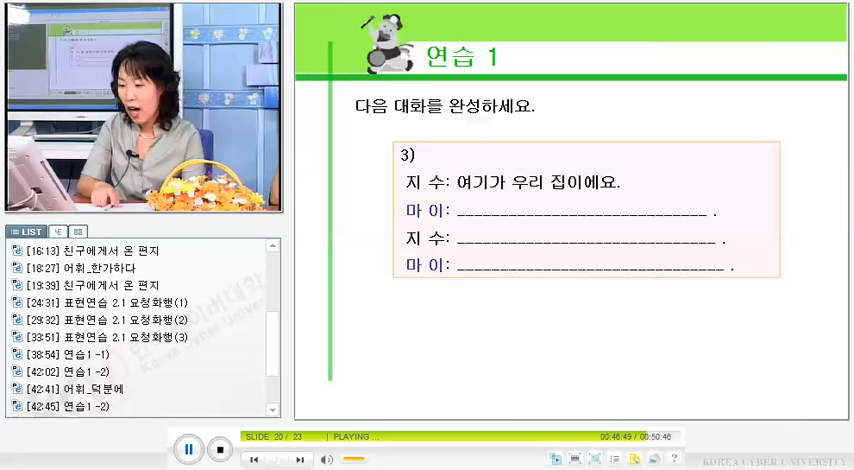 연습 1
다음 대화를 완성하세요.
3)
지 수: 여기가 우리 집이에요.
마 이: _____________________________ .
지 수: ______________________________ .
마 이: _______________________________ .
LIST
[16:13] 친구에게서 온 편지
[18:27] 어휘_한가하다
[19:39] 친구에게서 온 편지
[24:31] 표현연습 2.1 요청화행(1)
[29:32] 표현연습 2.1 요청화행(2)
[33:51] 표현연습 2.1 요청화행(3)
[38:54] 연습1 -1)
[42:02] 연습1 -2)
[42:41] 어휘_덕분에
[42:45] 연습1 -2)
SLIDE 20 / 23 | PLAYING ...
00:46:49 / 00:50:46
KOREA CYBER UNIVERSITY